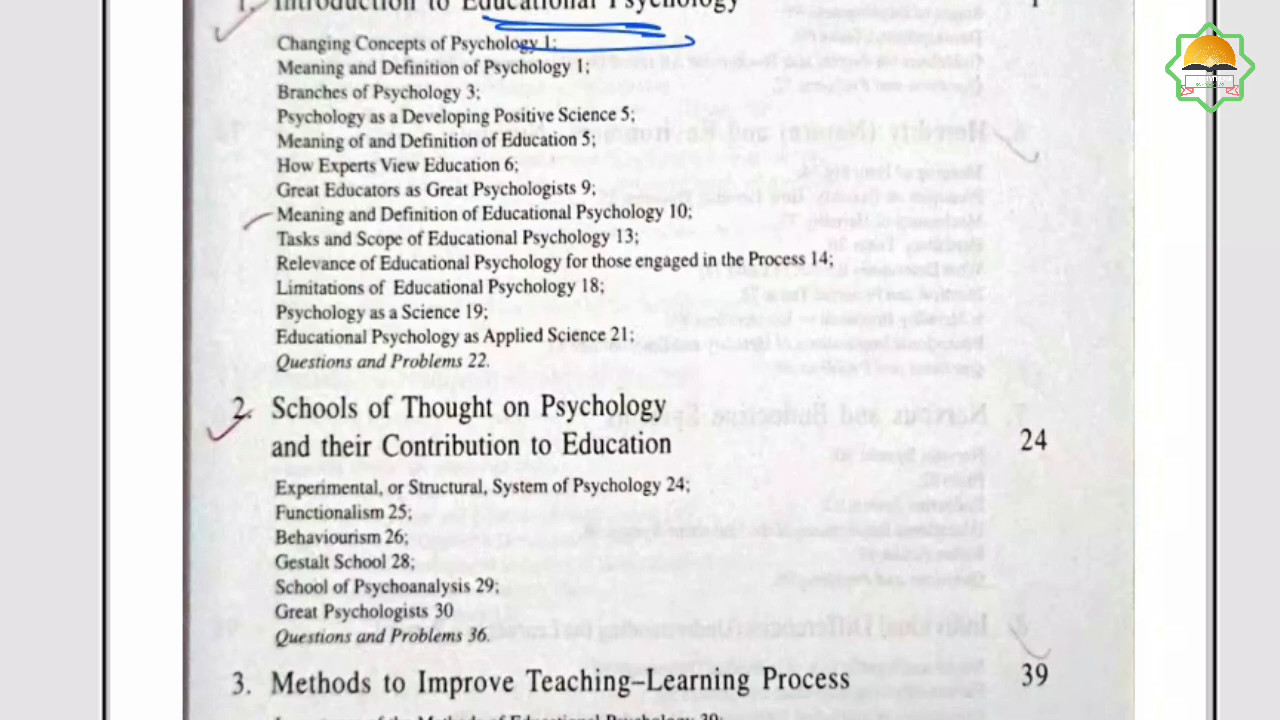 1. Introduction to Educational Psychology 1
Changing Concepts of Psychology 1;
Meaning and Definition of Psychology 1;
Branches of Psychology 3;
Psychology as a Developing Positive Science 5;
Meaning of and Definition of Education 5;
How Experts View Education 6;
Great Educators as Great Psychologists 9;
Meaning and Definition of Educational Psychology 10;
Tasks and Scope of Educational Psychology 13;
Relevance of Educational Psychology for those engaged in the Process 14;
Limitations of Educational Psychology 18;
Psychology as a Science 19;
Educational Psychology as Applied Science 21;
Questions and Problems 22.
2. Schools of Thought on Psychology
and their Contribution to Education 24
Experimental, or Structural, System of Psychology 24;
Functionalism 25;
Behaviourism 26;
Gestalt School 28;
School of Psychoanalysis 29;
Great Psychologists 30
Questions and Problems 36.
3. Methods to Improve Teaching–Learning Process 39